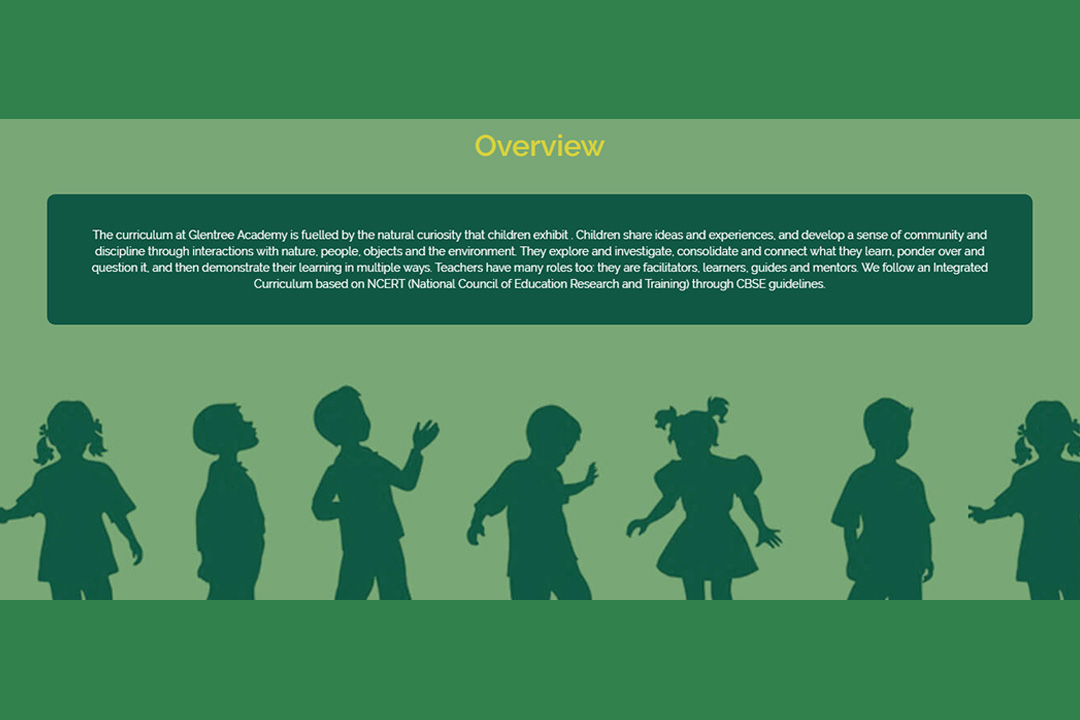 Overview
The curriculum at Glentree Academy is fuelled by the natural curiosity that children exhibit . Children share ideas and experiences, and develop a sense of community and
discipline through interactions with nature, people, objects and the environment. They explore and investigate, consolidate and connect what they learn, ponder over and
question it, and then demonstrate their learning in multiple ways. Teachers have many roles too: they are facilitators, learners, guides and mentors. We follow an Integrated
Curriculum based on NCERT (National Council of Education Research and Training) through CBSE guidelines.